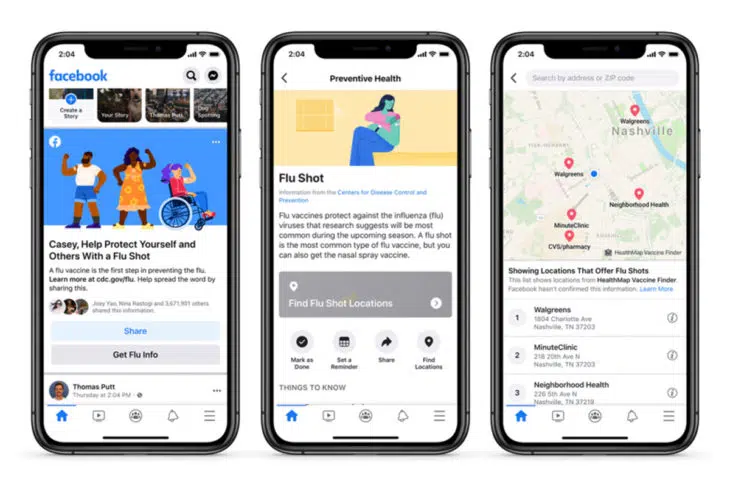 2:04
facebook
Create a
Story
Your Story
Thomas Putt
Dog
Spotting
Casey, Help Protect Yourself and
Others With a Flu Shot
A flu vaccine is the first step in preventing the flu.
Learn more at cdc.gov/flu. Help spread the word by
sharing this.
Joey Yao, Nina Rastogi and 3,671,901 others
shared this information.
Share
Get Flu Info
Thomas Putt
Thursday at 2:04 PM ·
2:04
Preventive Health
Flu Shot
Information from the Centers for Disease Control and
Prevention
Flu vaccines protect against the influenza (flu)
viruses that research suggests will be most
common during the upcoming season. A flu shot
is the most common type of flu vaccine, but you
can also get the nasal spray vaccine.
Find Flu Shot Locations
Mark as
Done
Set a
Reminder
Share
Find
Locations
THINGS TO KNOW
2:04
Search by address or ZIP code
Walgreens
Nashville
Walgreens
Neighborhood Health
MinuteClinic
CVS/pharmacy
HealthMap Vaccine Finder
Showing Locations That Offer Flu Shots
This list shows locations from HealthMap Vaccine Finder.
Facebook hasn't confirmed this information. Learn More
1 Walgreens
1804 Charlotte Ave
Nashville, TN 37203
2 MinuteClinic
218 20th Ave N
Nashville, TN 37203
3 Neighborhood Health
226 5th Ave N
Nashville, TN 37219